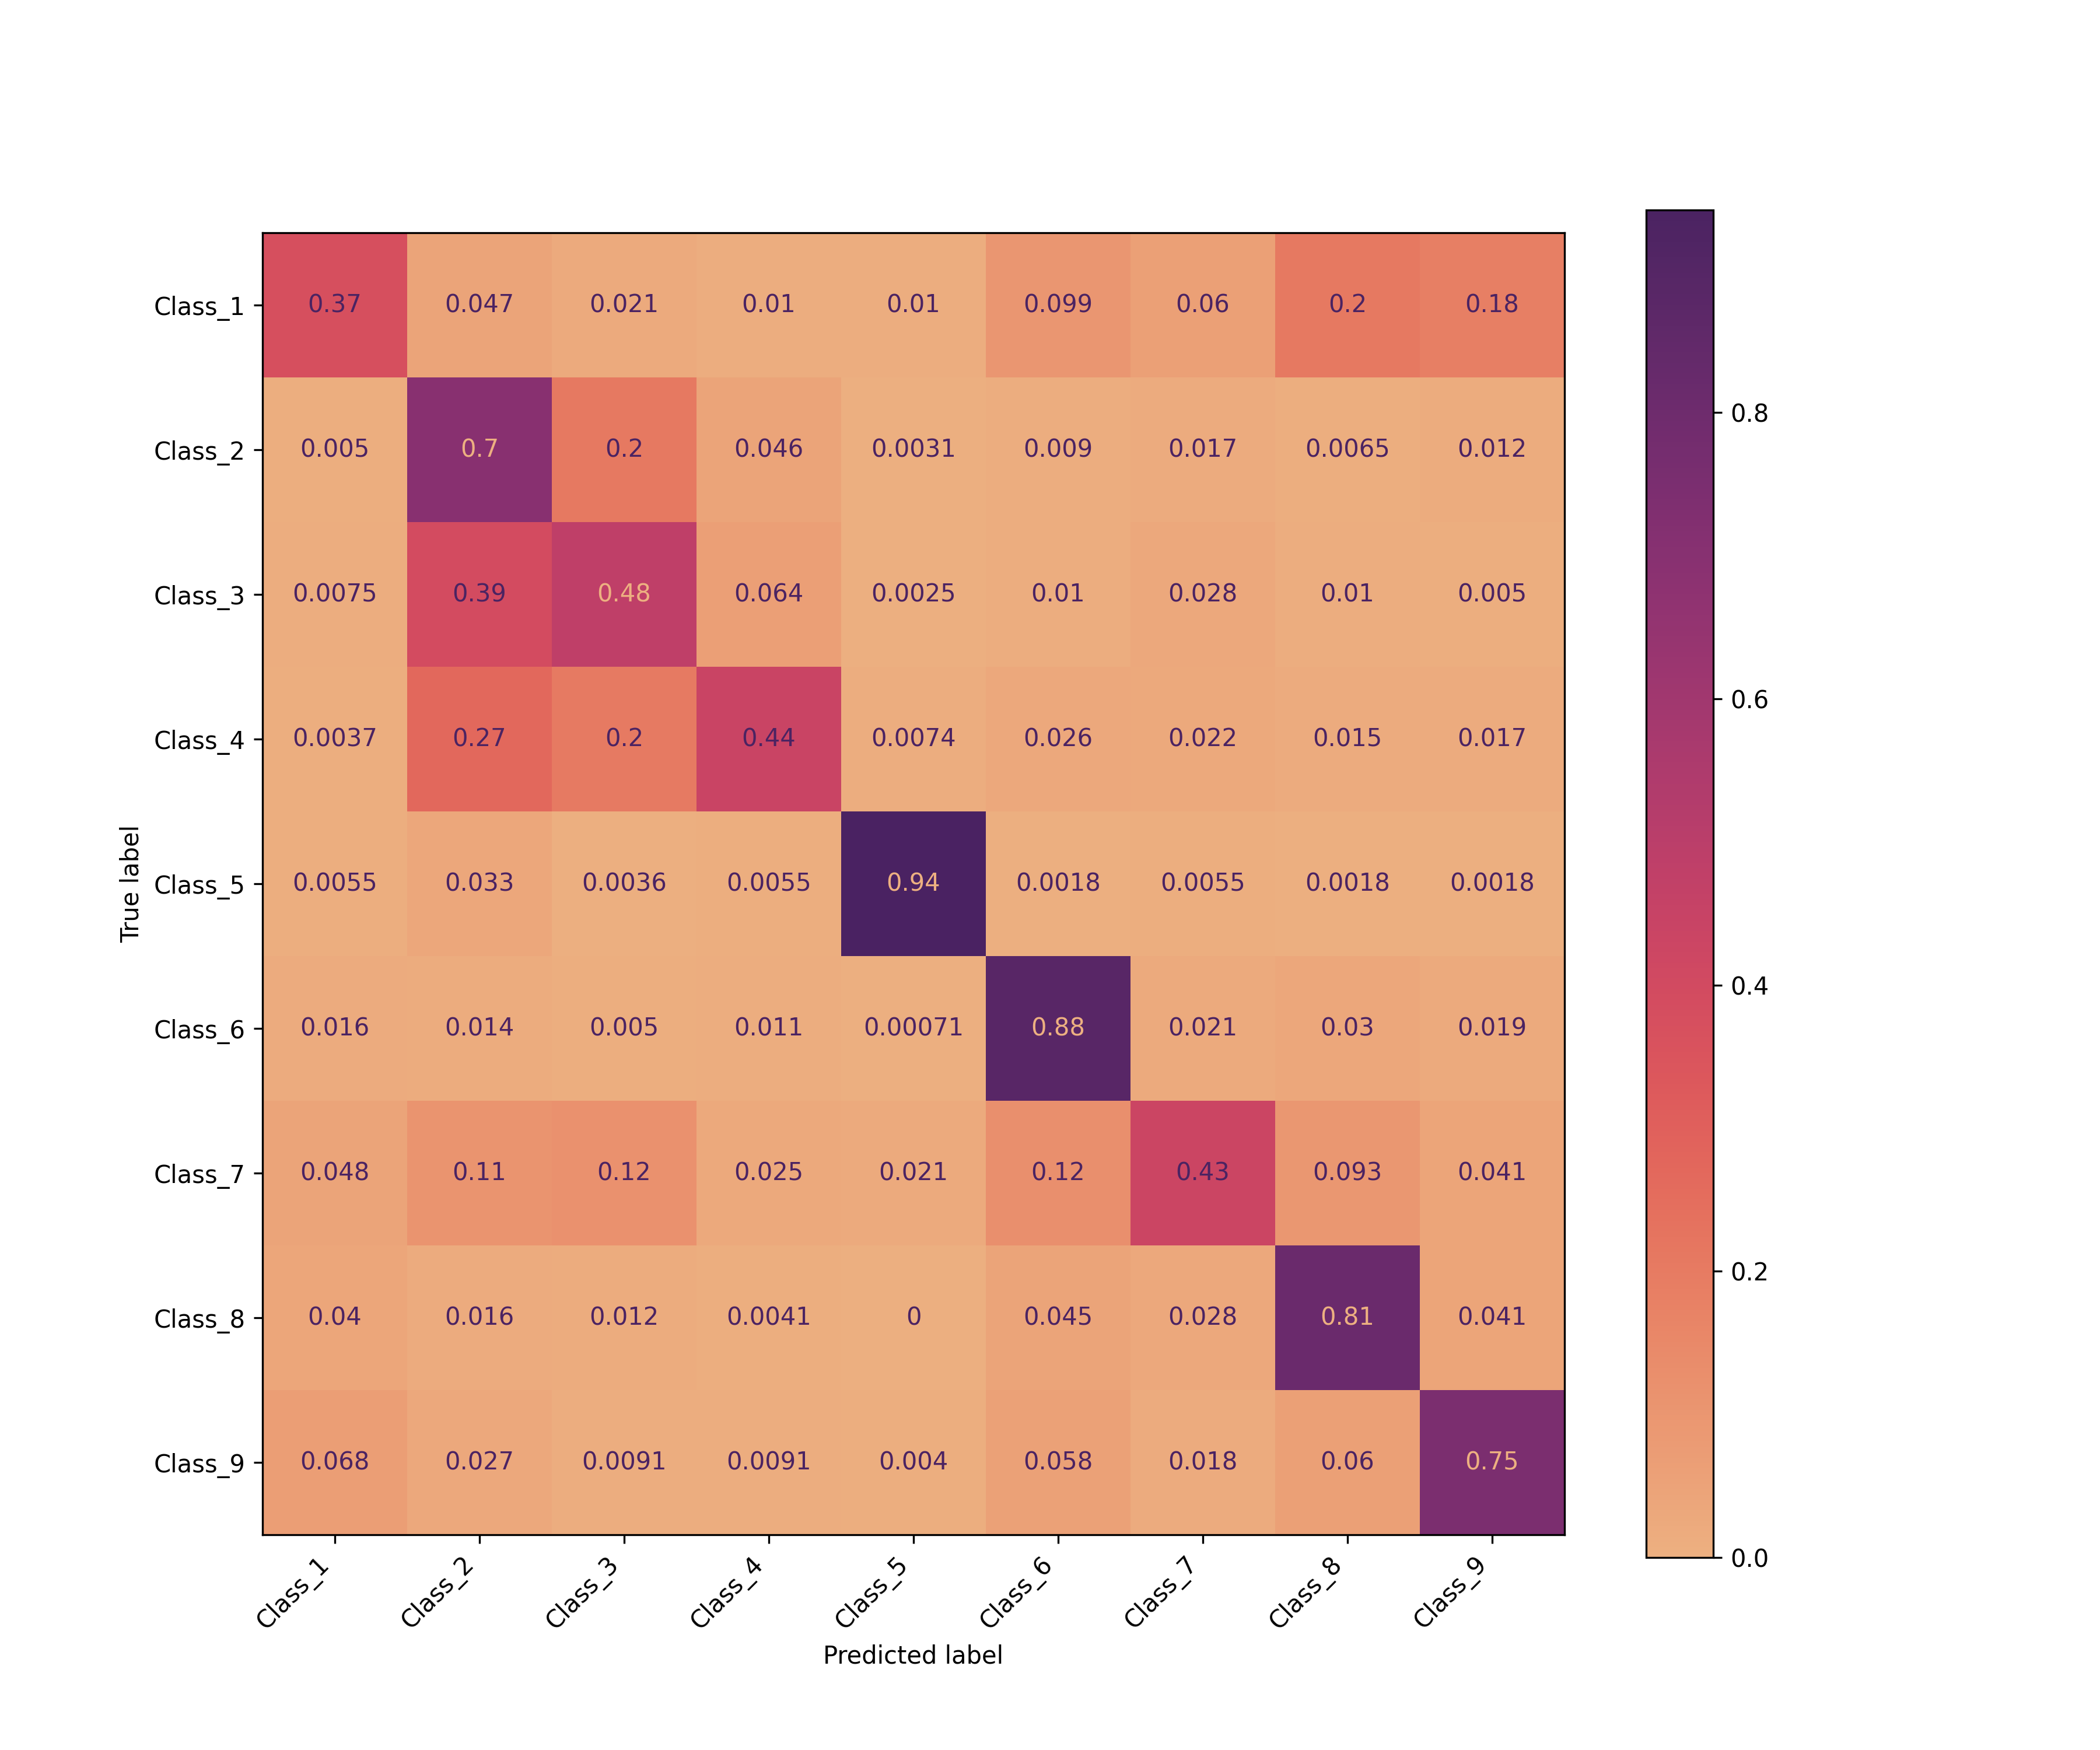 Class_1 0.37 0.047 0.021 0.01 0.01 0.099 0.06 0.2 0.18
Class_2 0.005 0.7 0.2 0.046 0.0031 0.009 0.017 0.0065 0.012
Class_3 0.0075 0.39 0.48 0.064 0.0025 0.01 0.028 0.01 0.005
Class_4 0.0037 0.27 0.2 0.44 0.0074 0.026 0.022 0.015 0.017
Class_5 0.0055 0.033 0.0036 0.0055 0.94 0.0018 0.0055 0.0018 0.0018
Class_6 0.016 0.014 0.005 0.011 0.00071 0.88 0.021 0.03 0.019
Class_7 0.048 0.11 0.12 0.025 0.021 0.12 0.43 0.093 0.041
Class_8 0.04 0.016 0.012 0.0041 0 0.045 0.028 0.81 0.041
Class_9 0.068 0.027 0.0091 0.0091 0.004 0.058 0.018 0.06 0.75
True label
Class_1 Class_2 Class_3 Class_4 Class_5 Class_6 Class_7 Class_8 Class_9
Predicted label
0.8
0.6
0.4
0.2
0.0